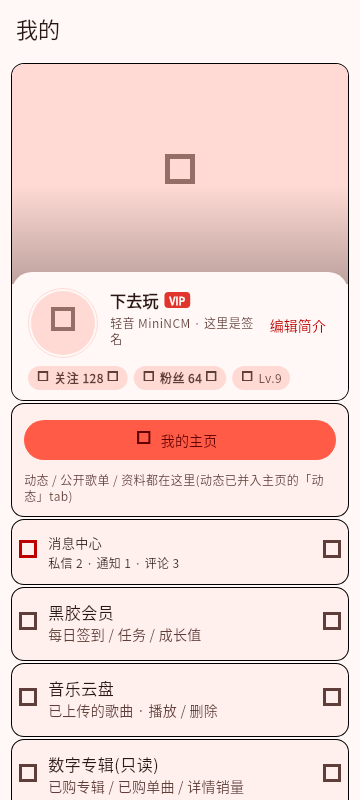 我的
下去玩 VIP
轻音 MiniNCM · 这里是签
名
编辑简介
关注 128
粉丝 64
Lv.9
我的主页
动态 / 公开歌单 / 资料都在这里(动态已并入主页的「动
态」tab)
消息中心
私信 2 · 通知 1 · 评论 3
黑胶会员
每日签到 / 任务 / 成长值
音乐云盘
已上传的歌曲 · 播放 / 删除
数字专辑(只读)
已购专辑 / 已购单曲 / 详情销量